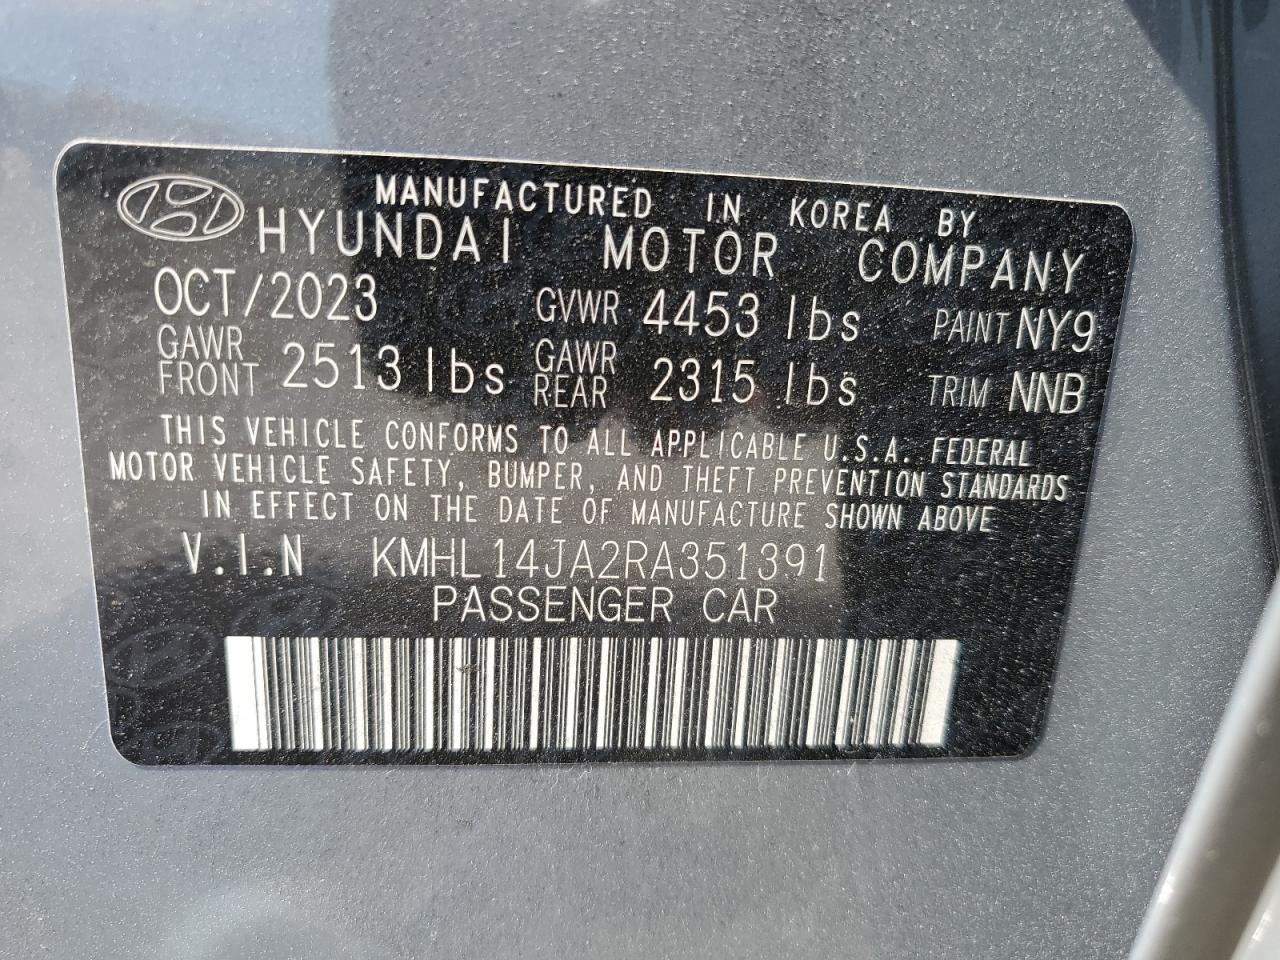 MANUFACTURED IN KOREA BY
HYUNDAI MOTOR COMPANY
OCT/2023 GVWR 4453 lbs PAINT NY9
GAWR FRONT 2513 lbs GAWR REAR 2315 lbs TRIM NNB
THIS VEHICLE CONFORMS TO ALL APPLICABLE U.S.A. FEDERAL
MOTOR VEHICLE SAFETY, BUMPER, AND THEFT PREVENTION STANDARDS
IN EFFECT ON THE DATE OF MANUFACTURE SHOWN ABOVE
V.I.N KMHL14JA2RA351391
PASSENGER CAR